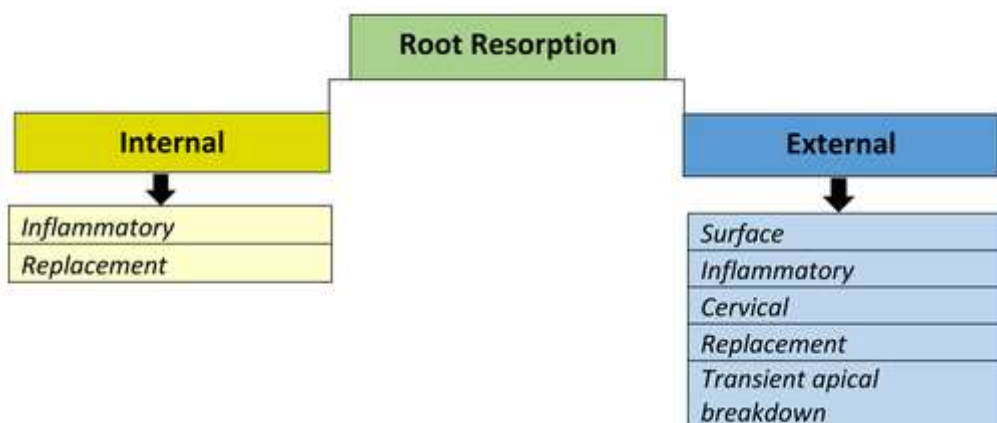 Root Resorption
Internal
External
Inflammatory
Replacement
Surface
Inflammatory
Cervical
Replacement
Transient apical
breakdown